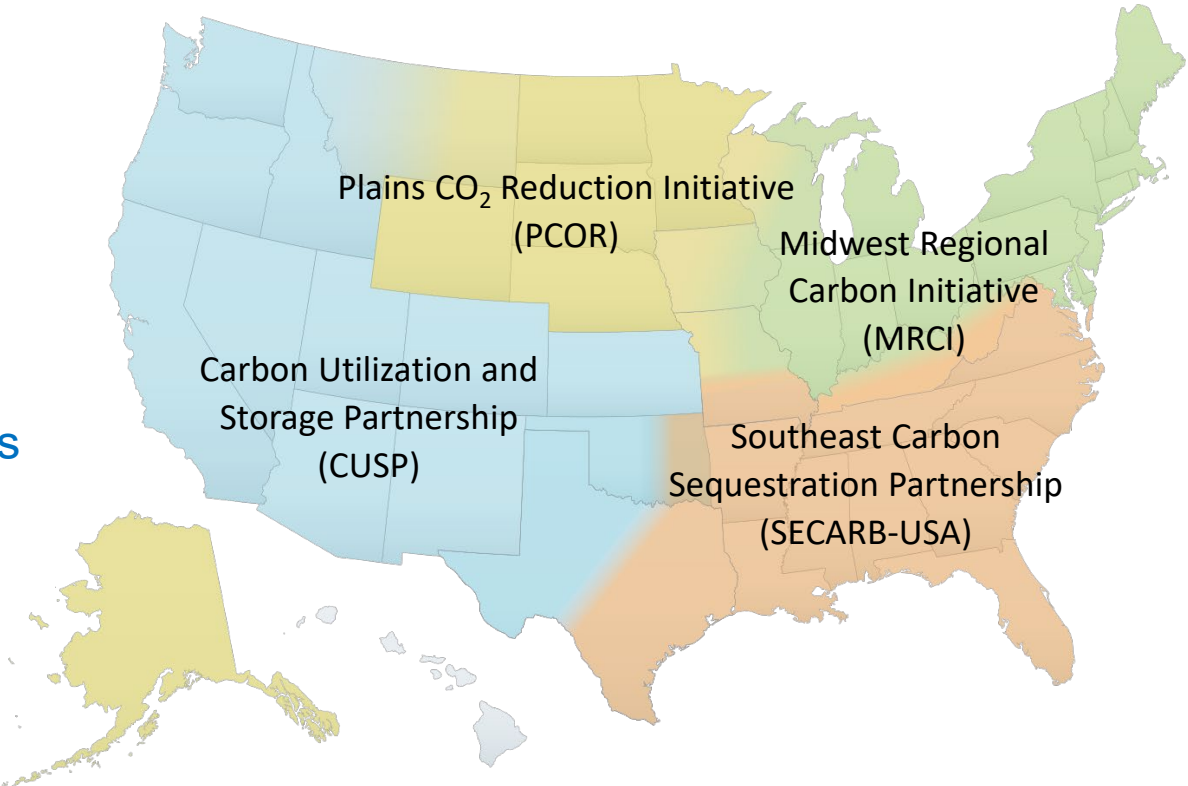 Plains CO₂ Reduction Initiative
(PCOR)
Midwest Regional
Carbon Initiative
(MRCI)
Carbon Utilization and
Storage Partnership
(CUSP)
Southeast Carbon
Sequestration Partnership
(SECARB-USA)
s